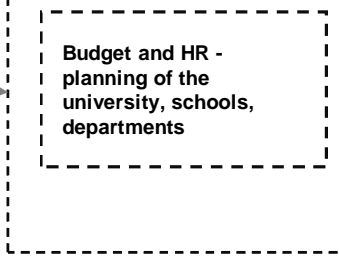 Budget and HR -
planning of the
university, schools,
departments